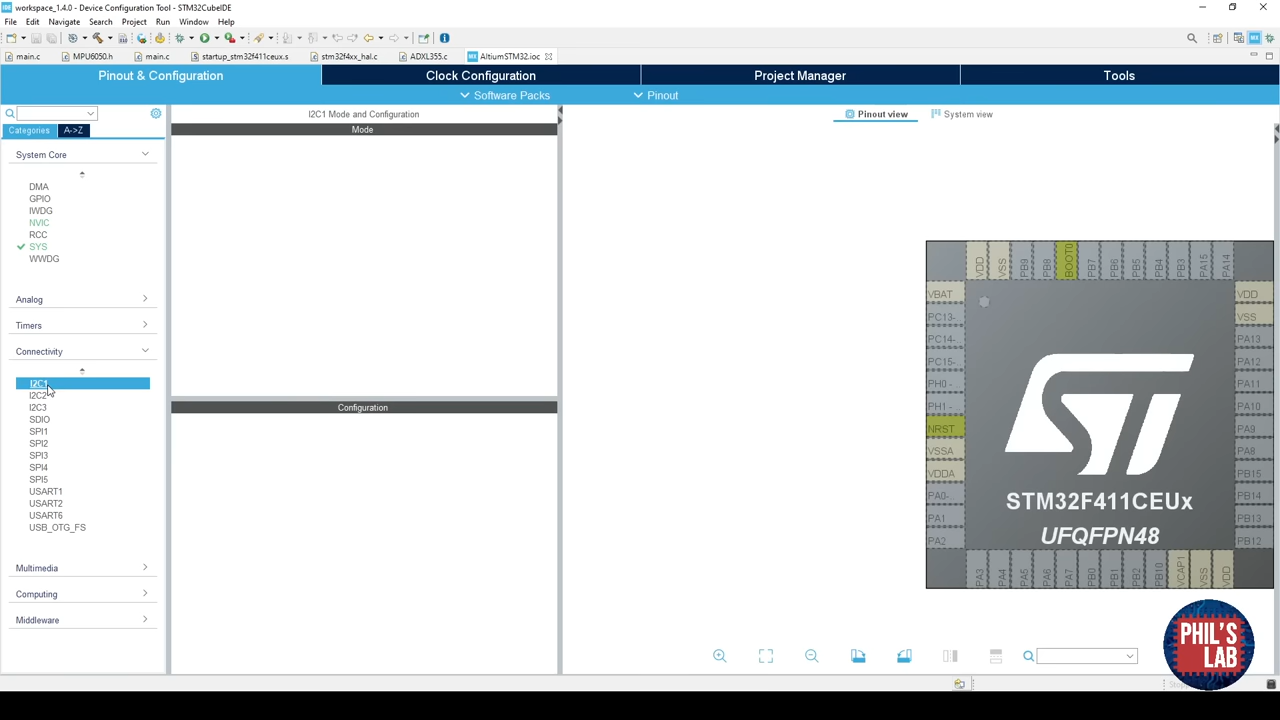 workspace_1.4.0 - Device Configuration Tool - STM32CubeIDE
File Edit Navigate Search Project Run Window Help
main.c MPU6050.h main.c startup_stm32f411ceux.s stm32f4xx_hal.c ADXL355.c AltiumSTM32.ioc
Pinout & Configuration Clock Configuration Project Manager Tools
Software Packs Pinout
I2C1 Mode and Configuration
Pinout view System view
Categories A->Z
Mode
System Core
DMA
GPIO
IWDG
NVIC
RCC
SYS
WWDG
Analog
Timers
Connectivity
I2C1
I2C2
I2C3
SDIO
SPI1
SPI2
SPI3
SPI4
SPI5
USART1
USART2
USART6
USB_OTG_FS
Multimedia
Computing
Middleware
Configuration
VDD VSS PB9 PB8 BOOT0 PB7 PB6 PB5 PB4 PB3 PA15 PA14
VBAT
PC13-
PC14-
PC15-
PH0 -
PH1 -
NRST
VSSA
VDDA
PA0-..
PA1
PA2
VDD
VSS
PA13
PA12
PA11
PA10
PA9
PA8
PB15
PB14
PB13
PB12
STM32F411CEUx
UFQFPN48
PA3 PA4 PA5 PA6 PA7 PB0 PB1 PB2 PB10 VCAP1 VSS VDD
PHIL'S
LAB